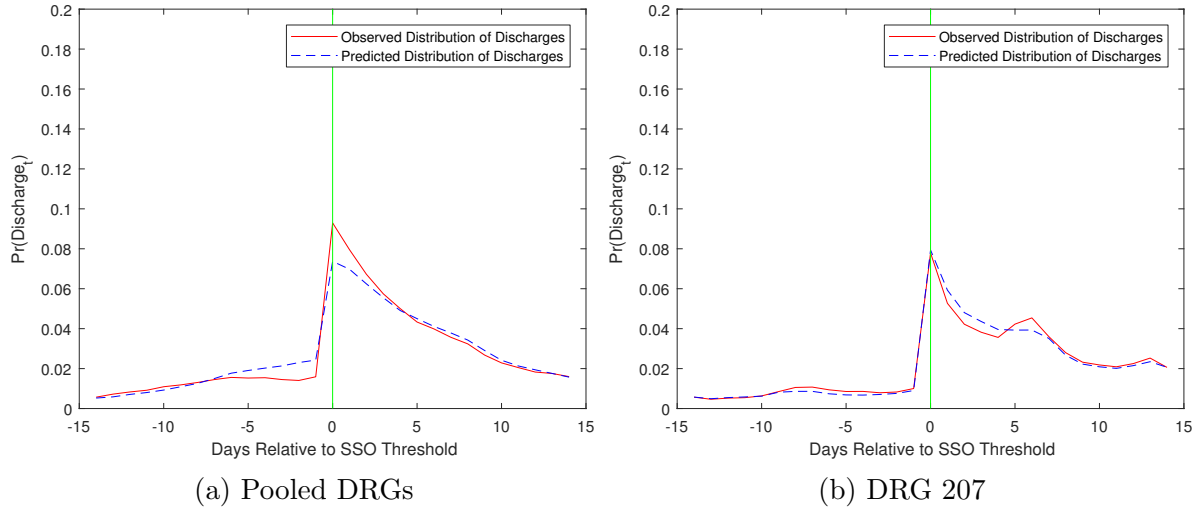 0.2
0.18
0.16
0.14
0.12
0.1
0.08
0.06
0.04
0.02
0
Pr(Discharge_t)
Observed Distribution of Discharges
Predicted Distribution of Discharges
-15 -10 -5 0 5 10 15
Days Relative to SSO Threshold
(a) Pooled DRGs
0.2
0.18
0.16
0.14
0.12
0.1
0.08
0.06
0.04
0.02
0
Pr(Discharge_t)
Observed Distribution of Discharges
Predicted Distribution of Discharges
-15 -10 -5 0 5 10 15
Days Relative to SSO Threshold
(b) DRG 207